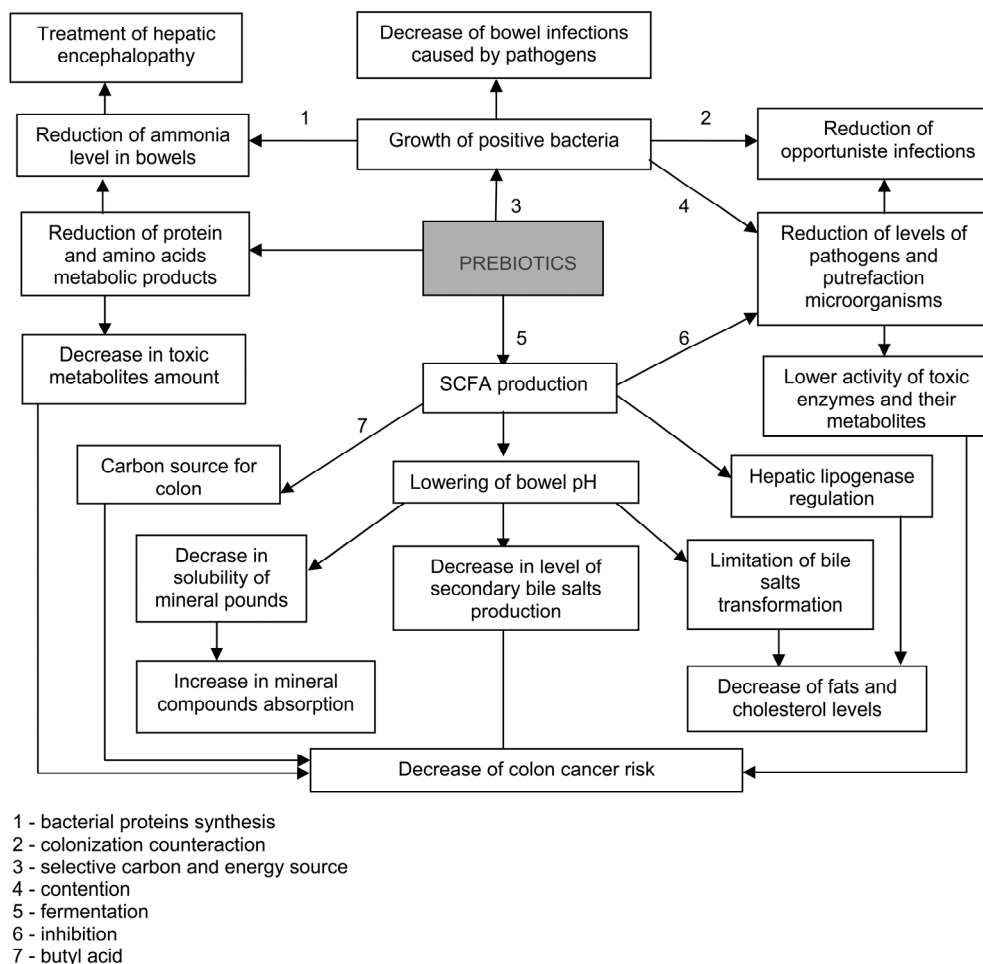 Treatment of hepatic
encephalopathy
Decrease of bowel infections
caused by pathogens
1
2
Reduction of ammonia
level in bowels
Growth of positive bacteria
Reduction of
opportuniste infections
3
4
Reduction of protein
and amino acids
metabolic products
PREBIOTICS
Reduction of levels of
pathogens and
putrefaction
microorganisms
5
6
Decrease in toxic
metabolites amount
SCFA production
Lower activity of toxic
enzymes and their
metabolites
7
Carbon source for
colon
Lowering of bowel pH
Hepatic lipogenase
regulation
Decrase in
solubility of
mineral pounds
Decrease in level of
secondary bile salts
production
Limitation of bile
salts
transformation
Increase in mineral
compounds absorption
Decrease of fats and
cholesterol levels
Decrease of colon cancer risk
1 - bacterial proteins synthesis
2 - colonization counteraction
3 - selective carbon and energy source
4 - contention
5 - fermentation
6 - inhibition
7 - butyl acid